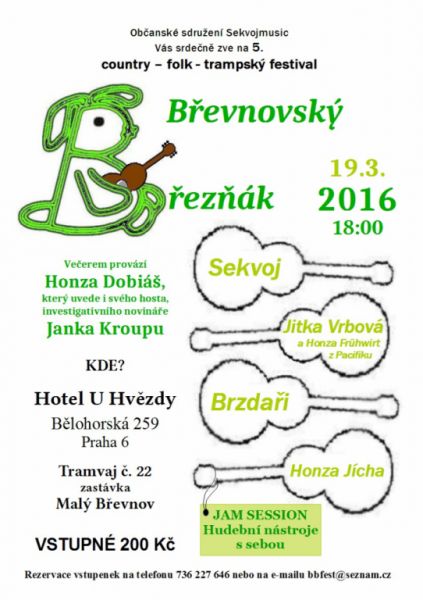 Občanské sdružení Sekvojmusic
Vás srdečně zve na 5.
country – folk - trampský festival
Břevnovský
Březňák
19.3.
2016
18:00
Večerem provází
Honza Dobiáš,
který uvede i svého hosta,
investigativního novináře
Janka Kroupu
KDE?
Hotel U Hvězdy
Bělohorská 259
Praha 6
Tramvaj č. 22
zastávka
Malý Břevnov
VSTUPNÉ 200 Kč
Sekvoj
Jitka Vrbová
a Honza Frühwirt
z Pacifiku
Brzdaři
Honza Jícha
JAM SESSION
Hudební nástroje
s sebou
Rezervace vstupenek na telefonu 736 227 646 nebo na e-mailu bbfest@seznam.cz